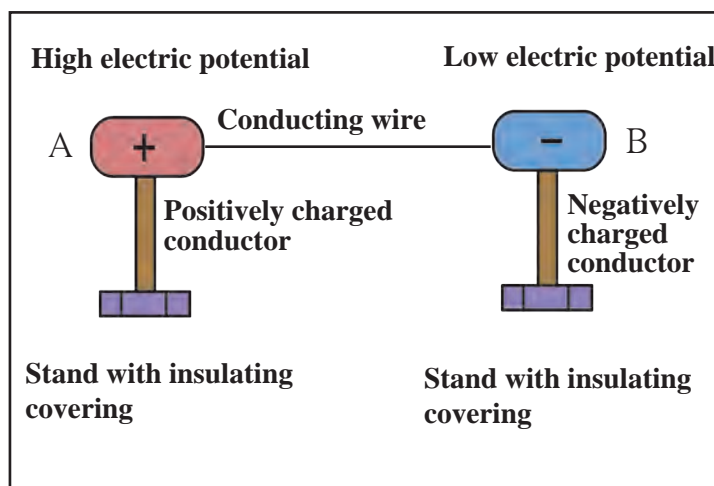 High electric potential
Low electric potential
Conducting wire
A
+
-
B
Positively charged
conductor
Negatively
charged
conductor
Stand with insulating
covering
Stand with insulating
covering